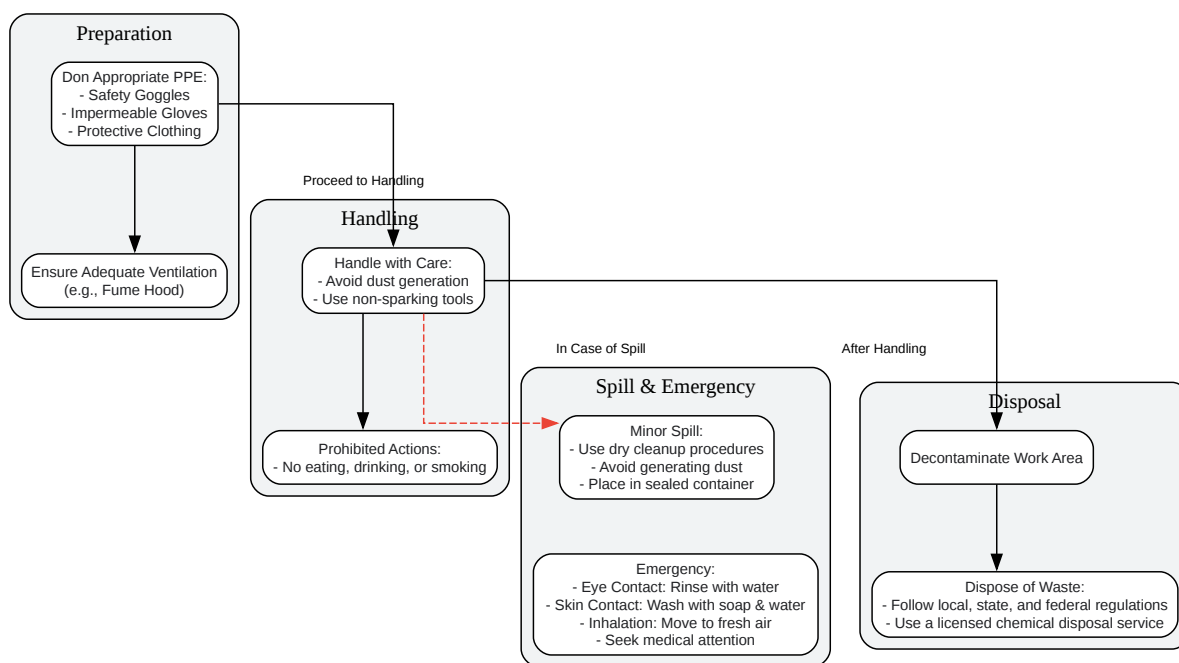 Preparation
Don Appropriate PPE:
- Safety Goggles
- Impermeable Gloves
- Protective Clothing
Ensure Adequate Ventilation
(e.g., Fume Hood)
Proceed to Handling
Handling
Handle with Care:
- Avoid dust generation
- Use non-sparking tools
Prohibited Actions:
- No eating, drinking, or smoking
In Case of Spill
Spill & Emergency
Minor Spill:
- Use dry cleanup procedures
- Avoid generating dust
- Place in sealed container
Emergency:
- Eye Contact: Rinse with water
- Skin Contact: Wash with soap & water
- Inhalation: Move to fresh air
- Seek medical attention
After Handling
Disposal
Decontaminate Work Area
Dispose of Waste:
- Follow local, state, and federal regulations
- Use a licensed chemical disposal service